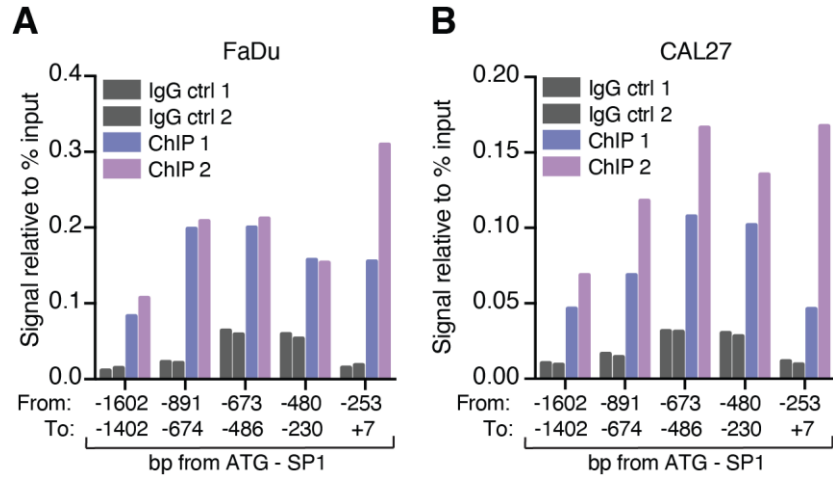 A
FaDu
Signal relative to % input
0.4
0.3
0.2
0.1
0.0
IgG ctrl 1
IgG ctrl 2
ChIP 1
ChIP 2
From: -1602 -891 -673 -480 -253
To: -1402 -674 -486 -230 +7
bp from ATG - SP1
B
CAL27
Signal relative to % input
0.20
0.15
0.10
0.05
0.00
IgG ctrl 1
IgG ctrl 2
ChIP 1
ChIP 2
From: -1602 -891 -673 -480 -253
To: -1402 -674 -486 -230 +7
bp from ATG - SP1